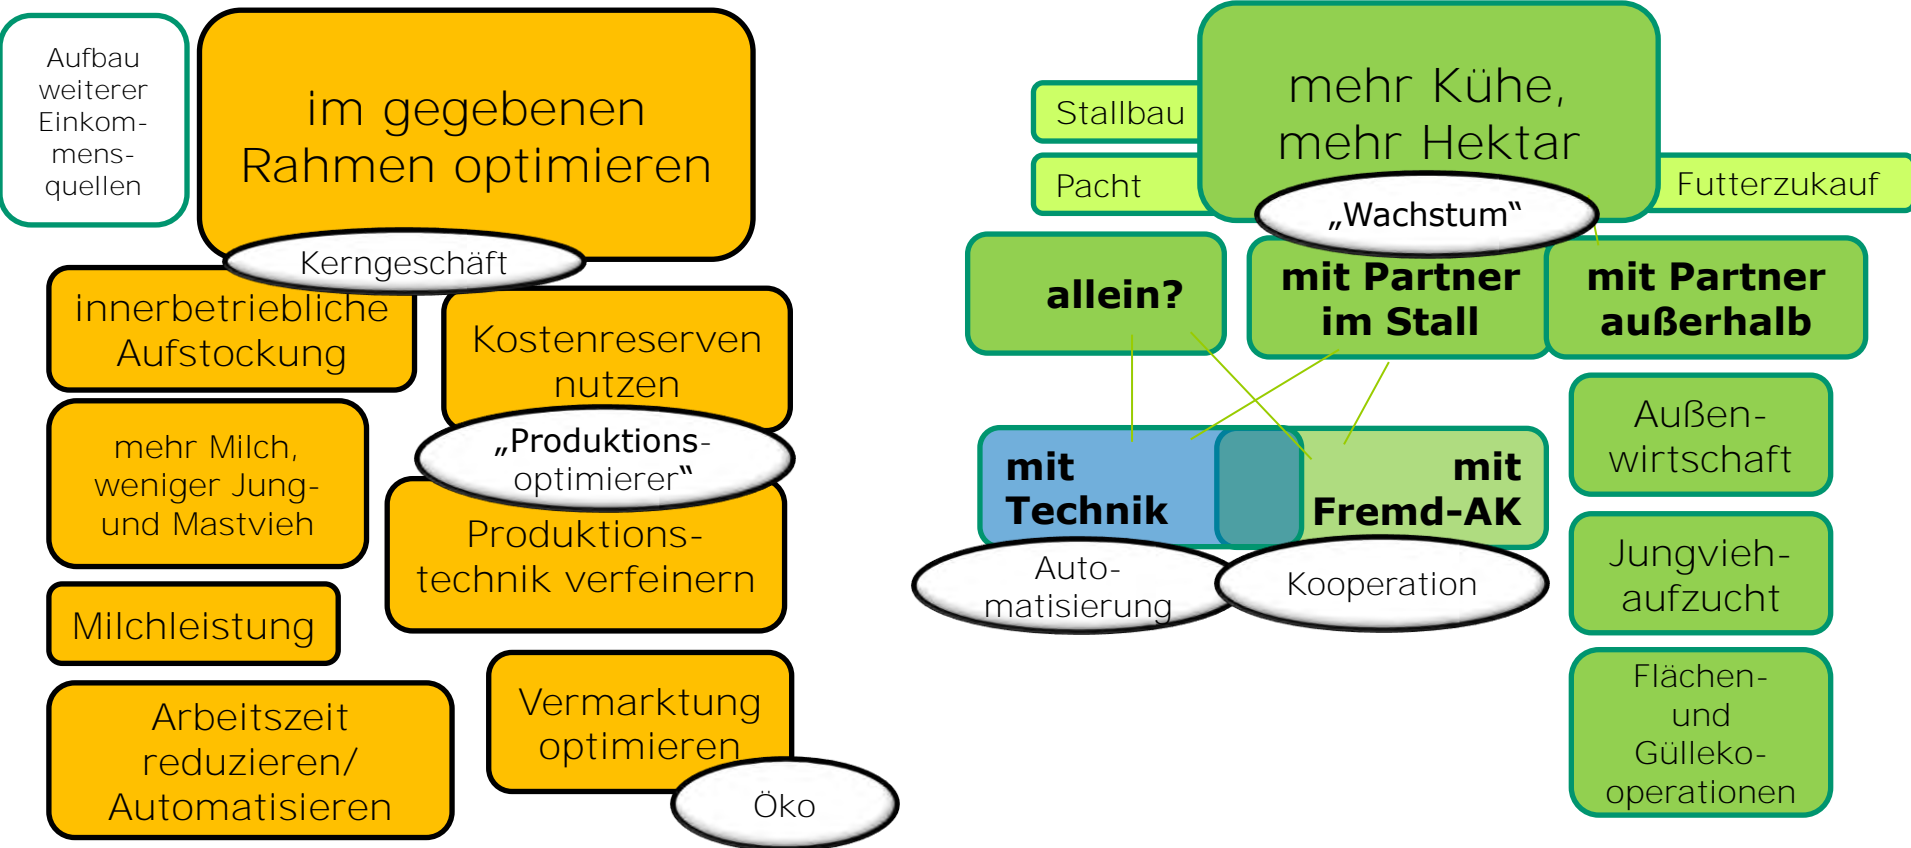 Aufbau
weiterer
Einkom-
mens-
quellen
im gegebenen
Rahmen optimieren
Kerngeschäft
innerbetriebliche
Aufstockung
Kostenreserven
nutzen
mehr Milch,
weniger Jung-
und Mastvieh
„Produktions-
optimierer“
Produktions-
technik verfeinern
Milchleistung
Arbeitszeit
reduzieren/
Automatisieren
Vermarktung
optimieren
Öko
mehr Kühe,
mehr Hektar
Stallbau
Pacht
Futterzukauf
„Wachstum“
allein?
mit Partner
im Stall
mit Partner
außerhalb
mit
Technik
mit
Fremd-AK
Auto-
matisierung
Kooperation
Außen-
wirtschaft
Jungvieh-
aufzucht
Flächen-
und
Gülleko-
operationen